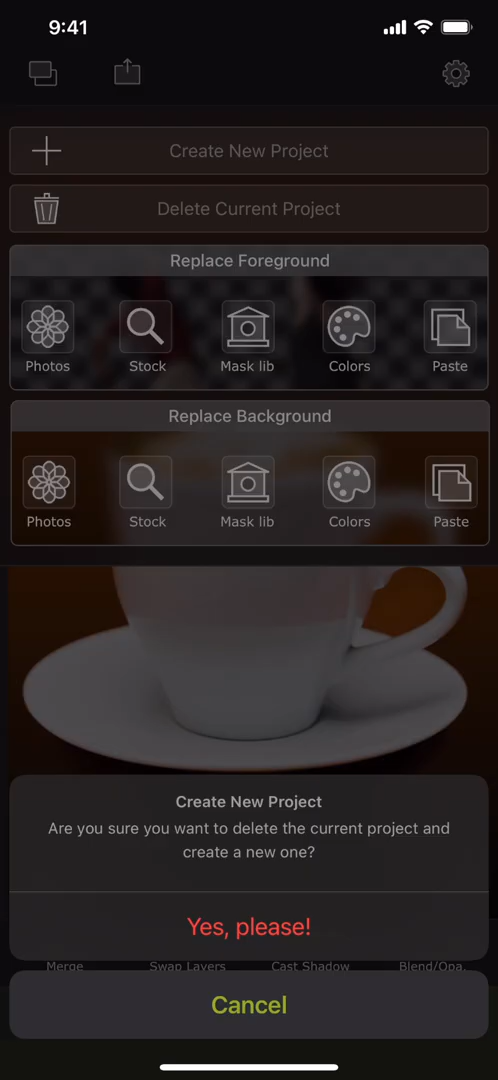 9:41
Create New Project
Delete Current Project
Replace Foreground
Photos Stock Mask lib Colors Paste
Replace Background
Photos Stock Mask lib Colors Paste
Create New Project
Are you sure you want to delete the current project and
create a new one?
Yes, please!
Merge Swap Layers Cast Shadow Blend/Opa.
Cancel